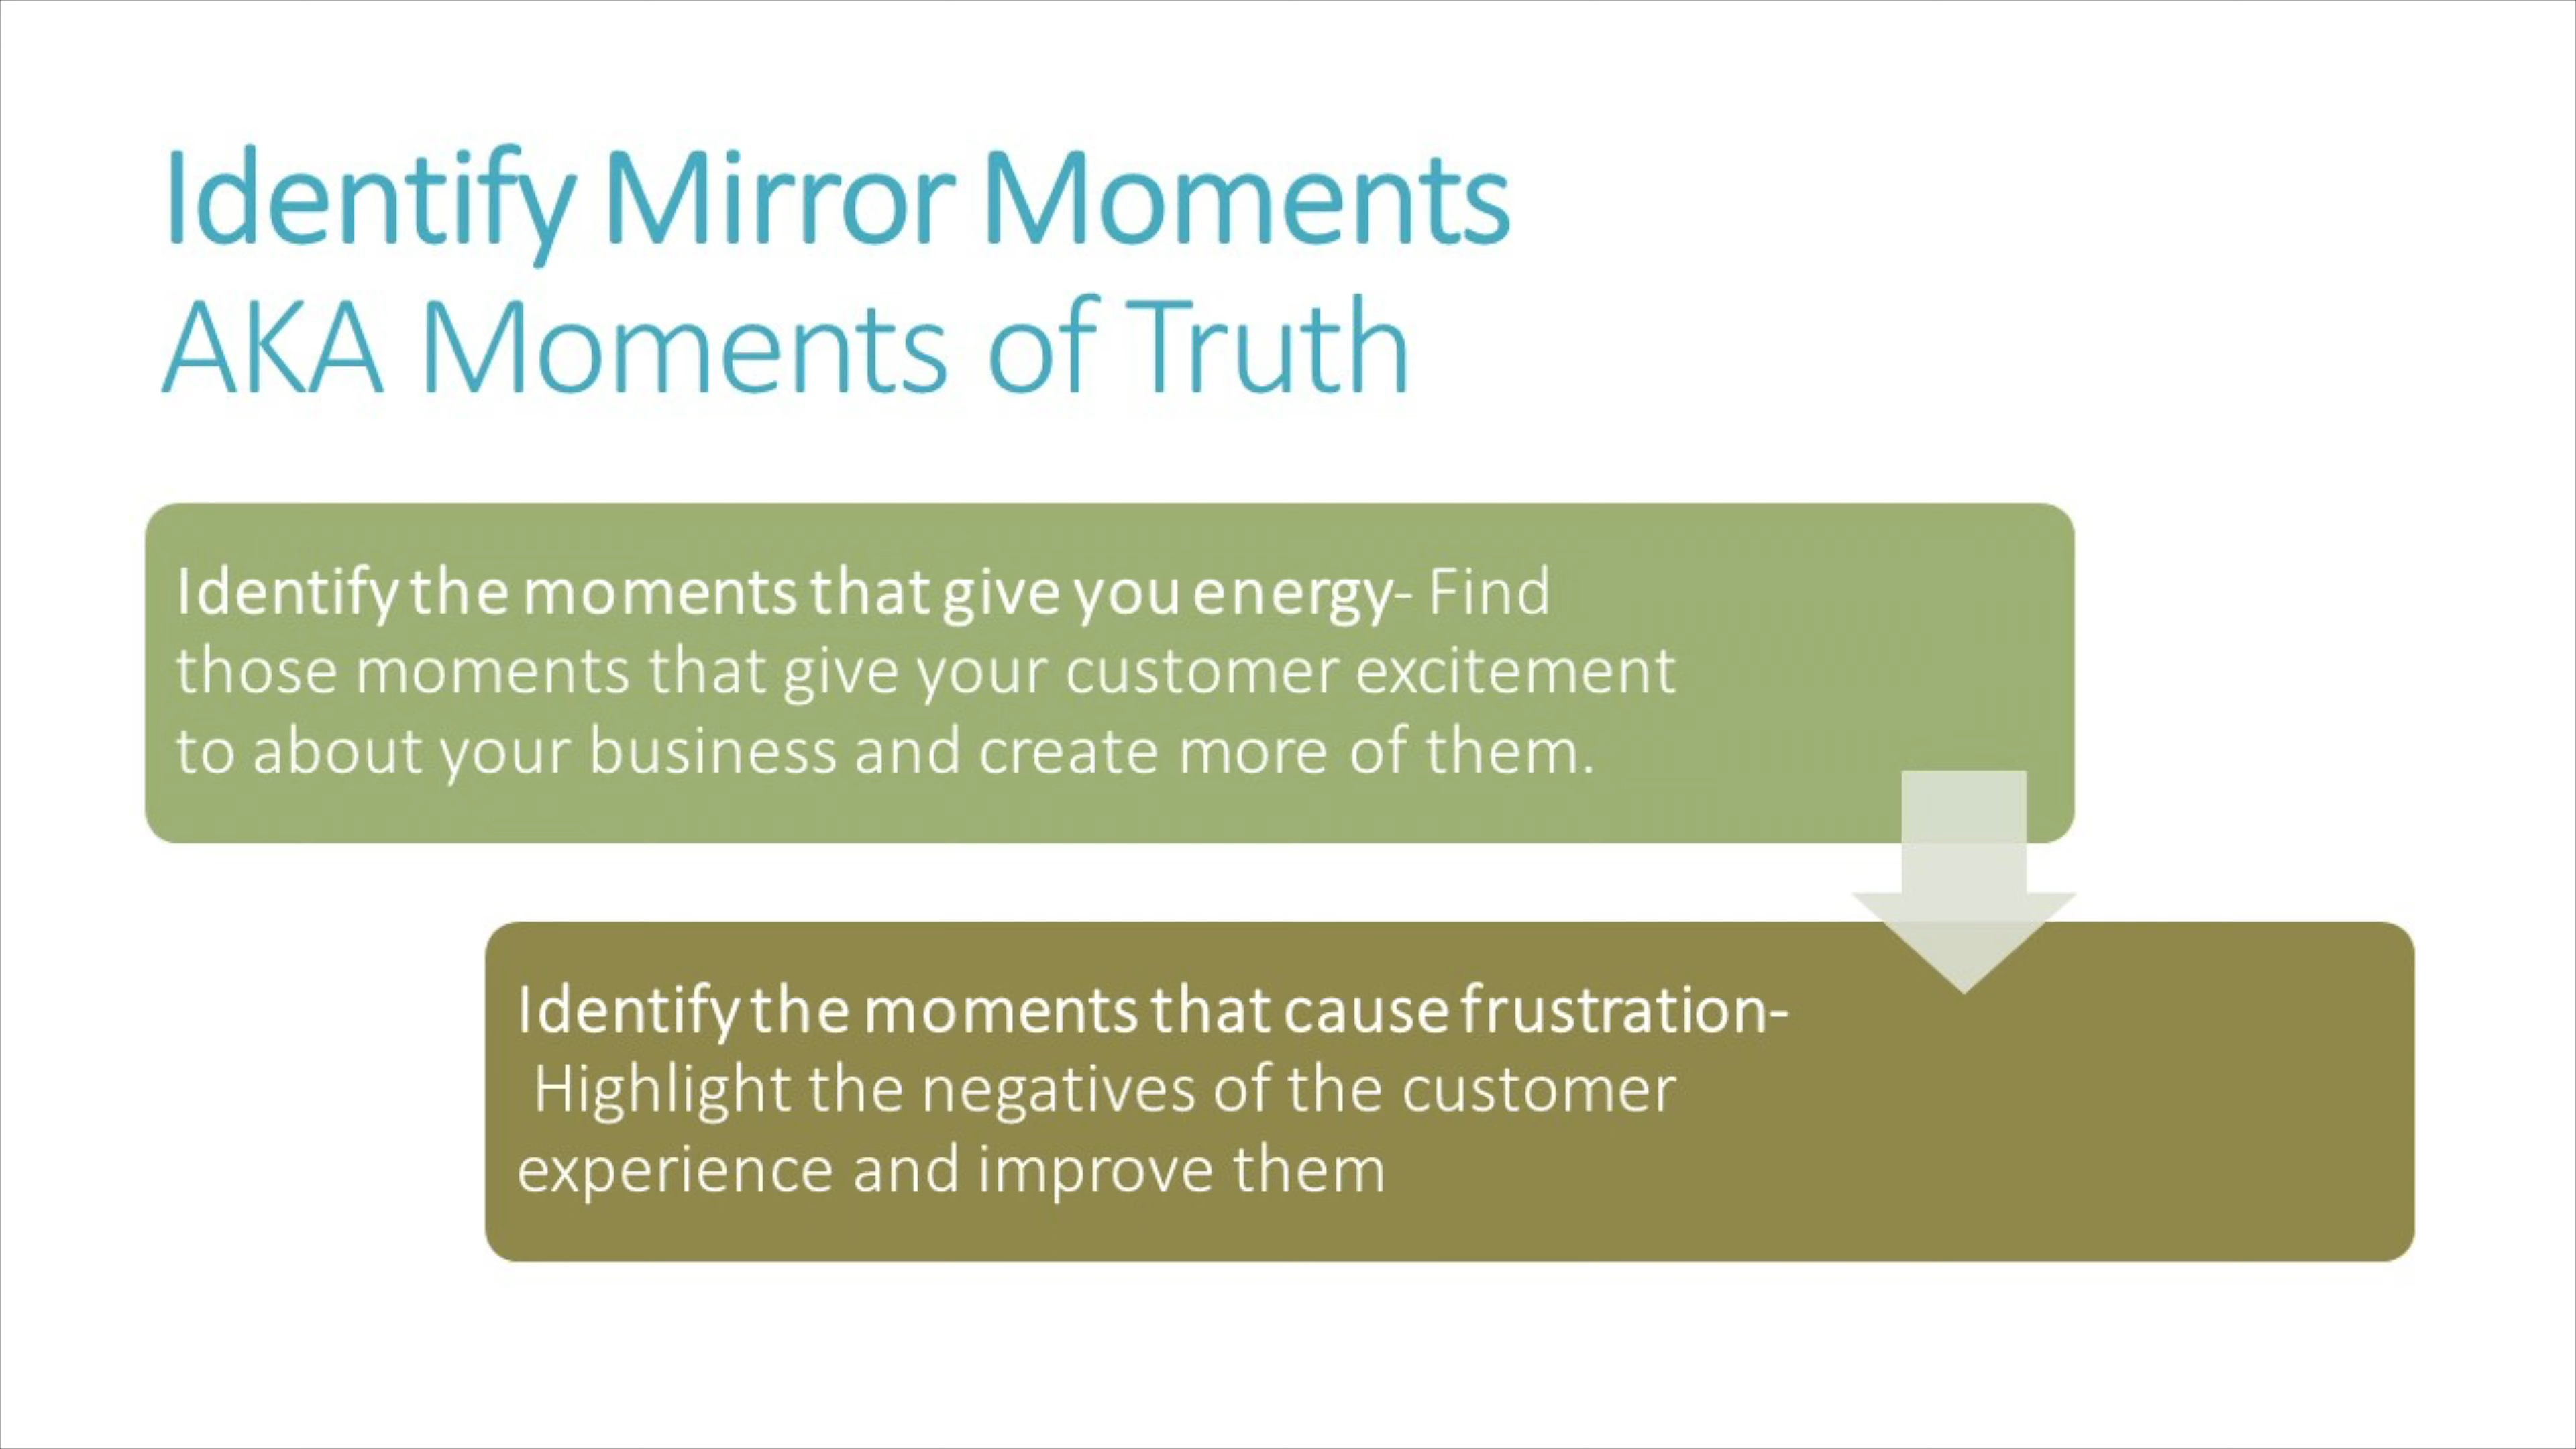 Identify Mirror Moments
AKA Moments of Truth
Identify the moments that give you energy- Find
those moments that give your customer excitement
to about your business and create more of them.
Identify the moments that cause frustration-
Highlight the negatives of the customer
experience and improve them